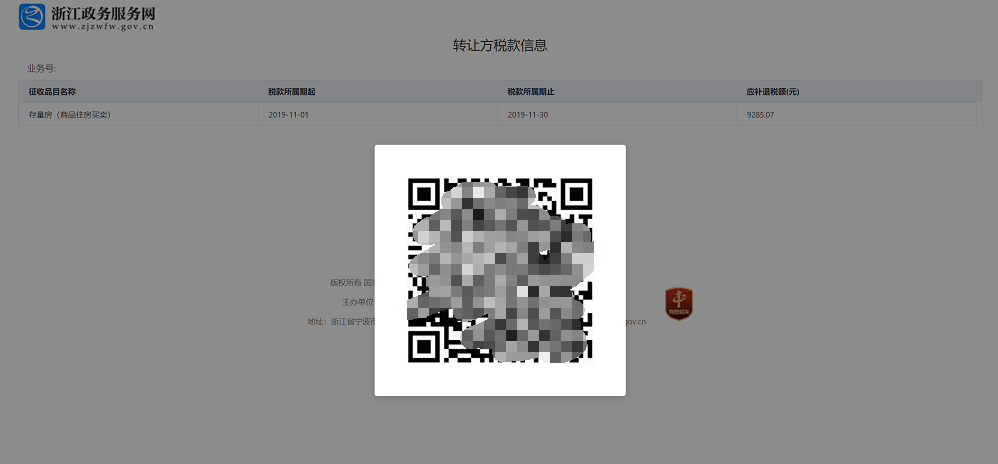 浙江政务服务网
www.zjzwfw.gov.cn
转让方税款信息
业务号:
征收品目名称 税款所属期起 税款所属期止 应补退税额(元)
存量房（商品住房买卖） 2019-11-01 2019-11-30 9285.07
版权所有 国
主办单位
地址：浙江省宁波市 gov.cn